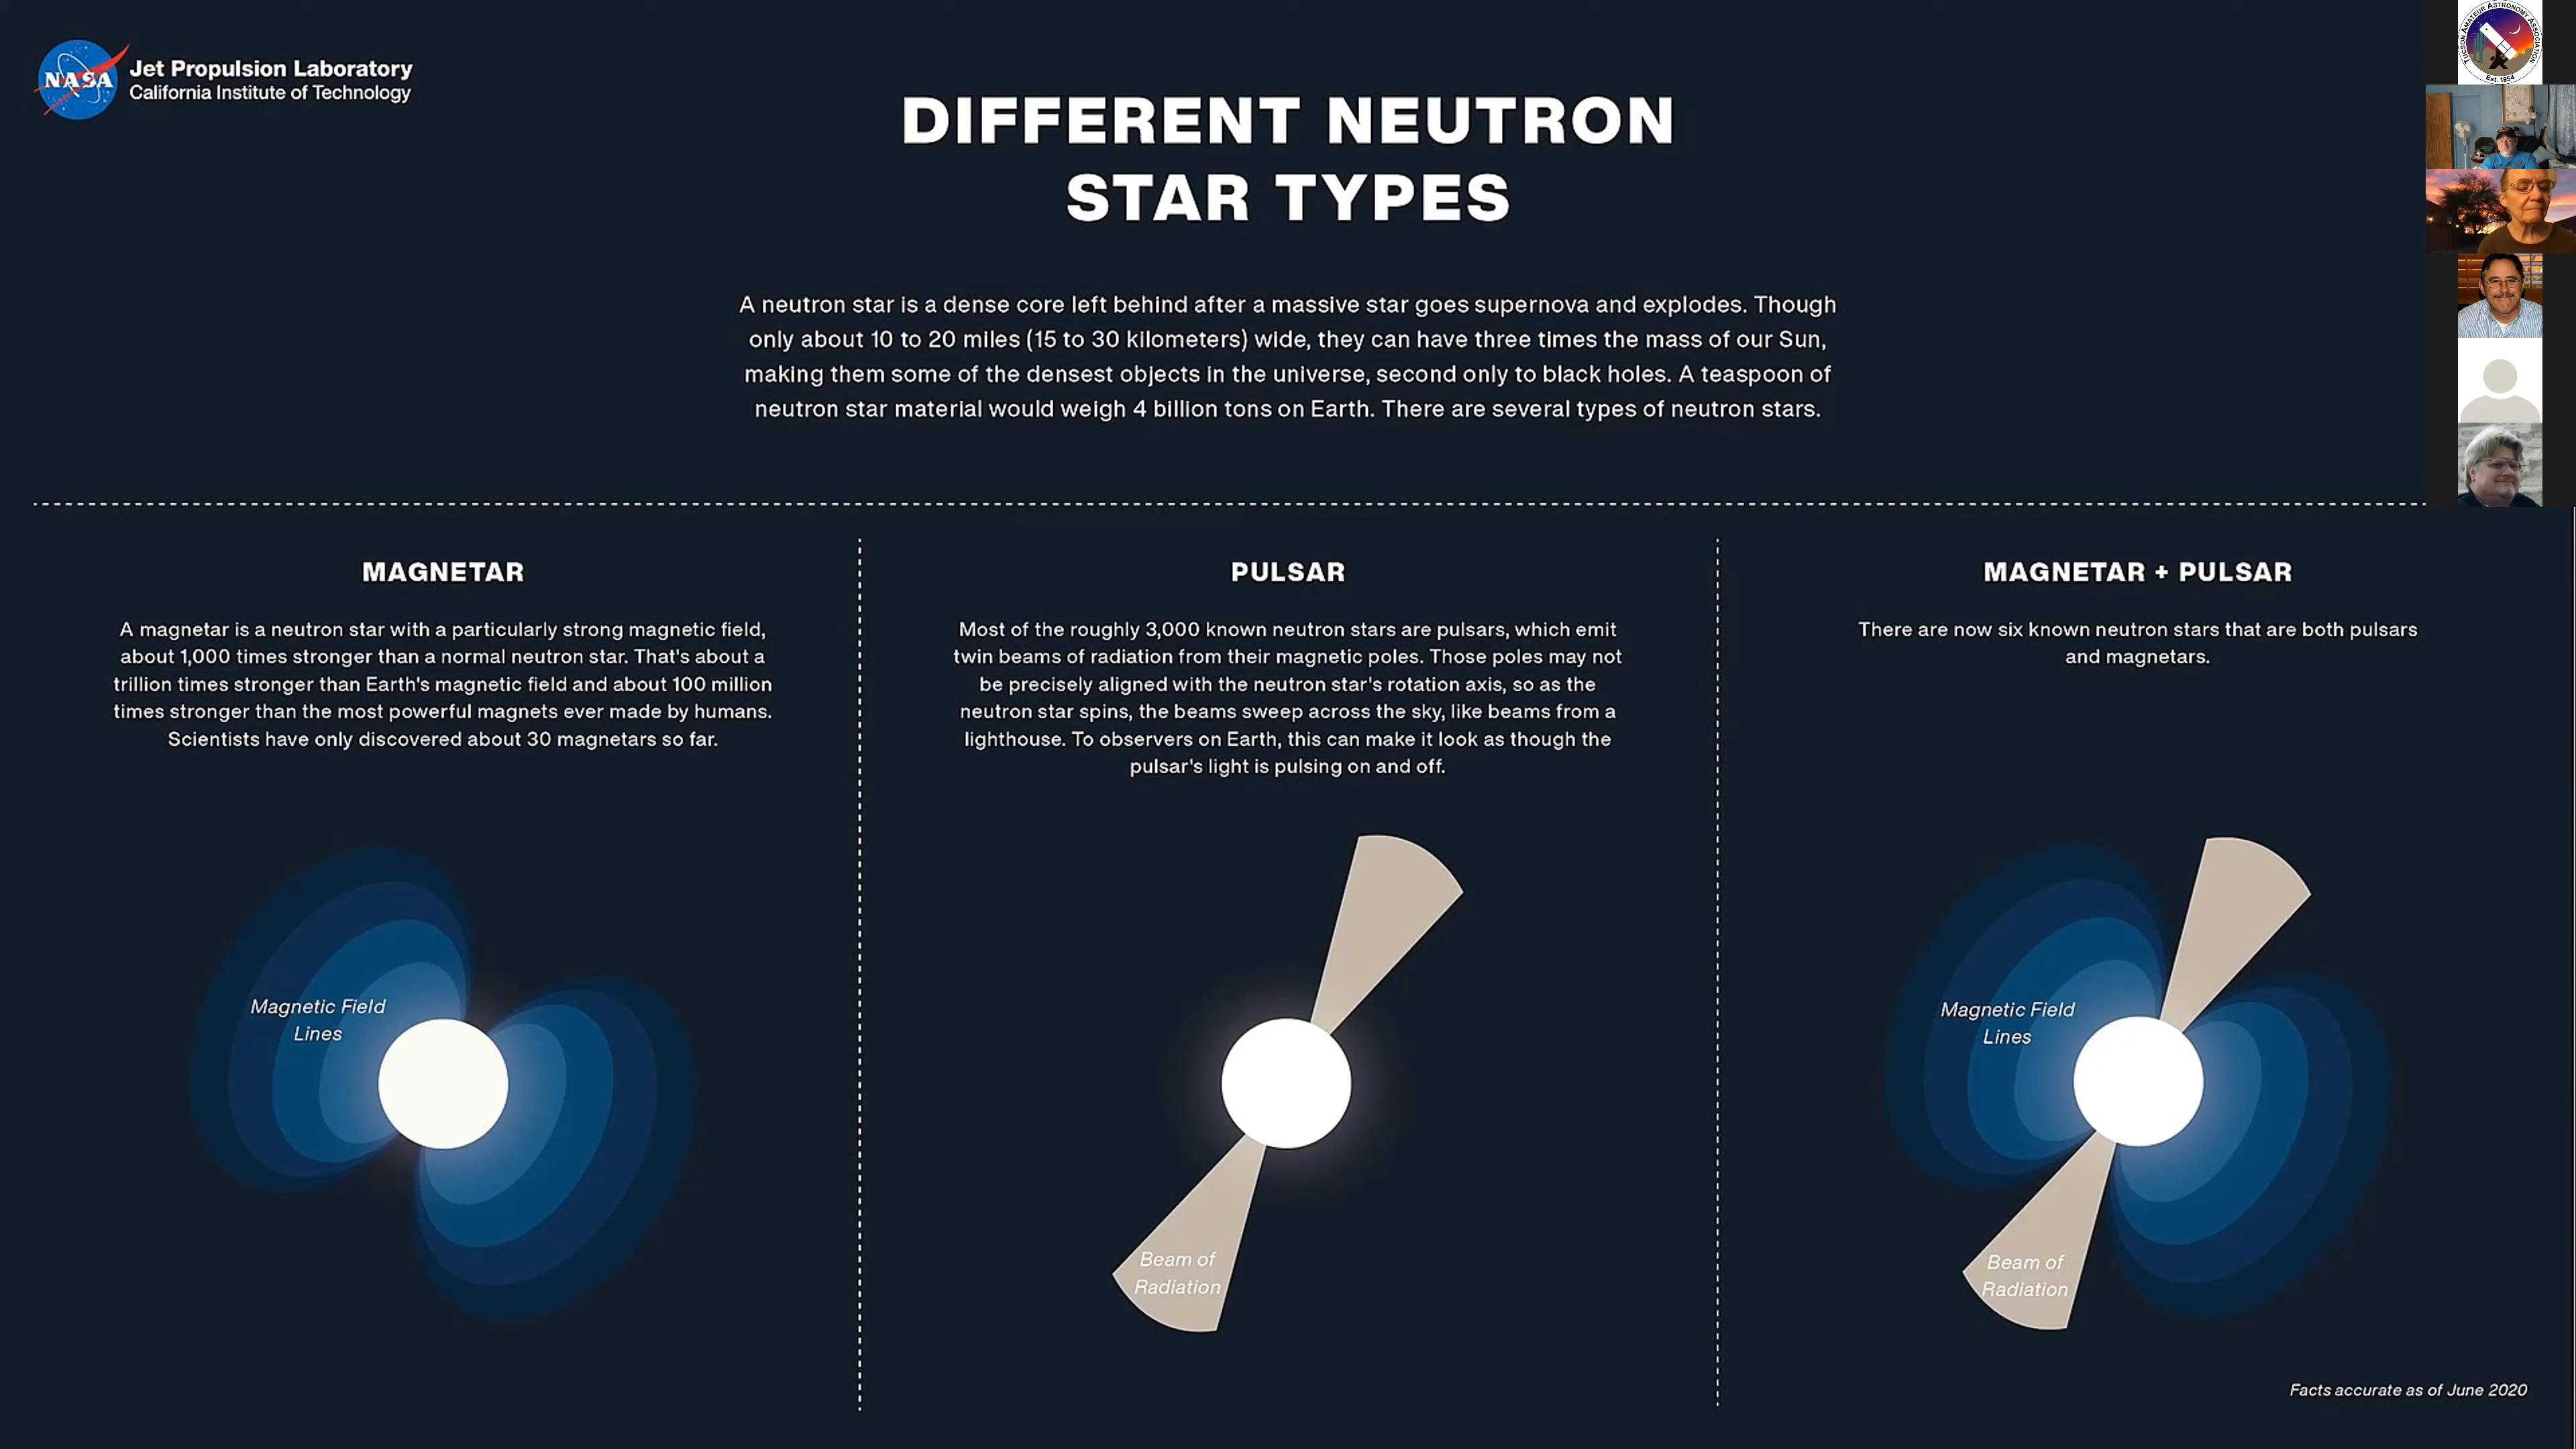 NASA
Jet Propulsion Laboratory
California Institute of Technology
TUCSON AMATEUR ASTRONOMY ASSOCIATION
Est. 1954
DIFFERENT NEUTRON
STAR TYPES
A neutron star is a dense core left behind after a massive star goes supernova and explodes. Though
only about 10 to 20 miles (15 to 30 kilometers) wide, they can have three times the mass of our Sun,
making them some of the densest objects in the universe, second only to black holes. A teaspoon of
neutron star material would weigh 4 billion tons on Earth. There are several types of neutron stars.
MAGNETAR
A magnetar is a neutron star with a particularly strong magnetic field,
about 1,000 times stronger than a normal neutron star. That's about a
trillion times stronger than Earth's magnetic field and about 100 million
times stronger than the most powerful magnets ever made by humans.
Scientists have only discovered about 30 magnetars so far.
Magnetic Field
Lines
PULSAR
Most of the roughly 3,000 known neutron stars are pulsars, which emit
twin beams of radiation from their magnetic poles. Those poles may not
be precisely aligned with the neutron star's rotation axis, so as the
neutron star spins, the beams sweep across the sky, like beams from a
lighthouse. To observers on Earth, this can make it look as though the
pulsar's light is pulsing on and off.
Beam of
Radiation
MAGNETAR + PULSAR
There are now six known neutron stars that are both pulsars
and magnetars.
Magnetic Field
Lines
Beam of
Radiation
Facts accurate as of June 2020